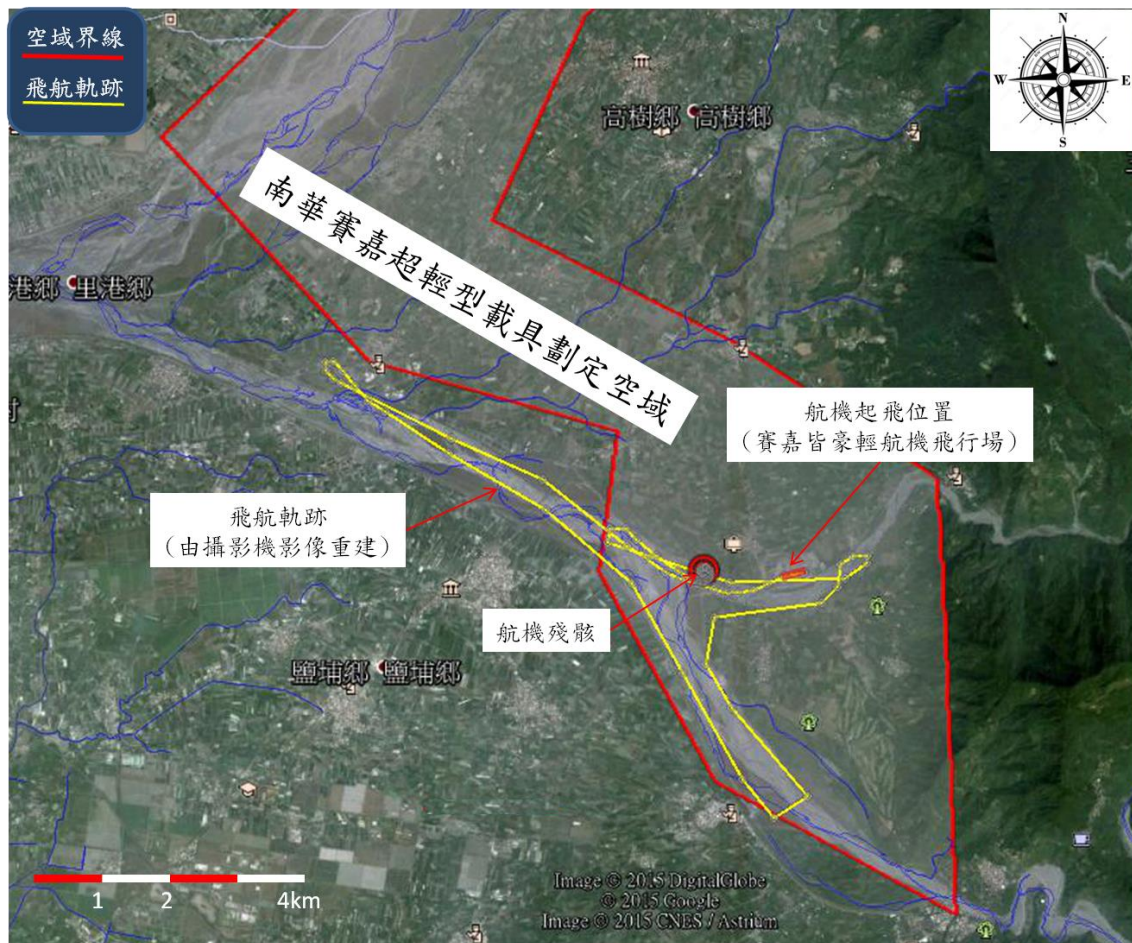 空域界線
飛航軌跡
N
W
E
S
高樹鄉 高樹鄉
南華賽嘉超輕型載具劃定空域
港鄉 里港鄉
航機起飛位置
（賽嘉皆豪輕航機飛行場）
飛航軌跡
（由攝影機影像重建）
航機殘骸
鹽埔鄉 鹽埔鄉
1
2
4km
Image © 2015 DigitalGlobe
© 2015 Google
Image © 2015 CNES / Astrium